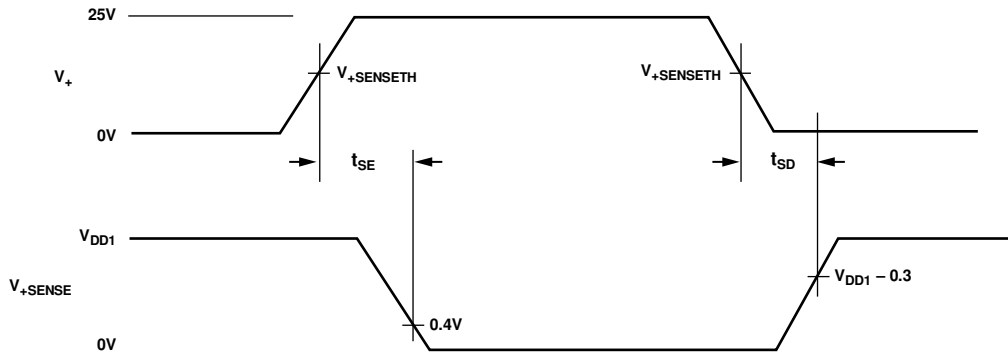 25V
V+
V+SENSETH
V+SENSETH
0V
tSE
tSD
VDD1
V+SENSE
VDD1 – 0.3
0.4V
0V